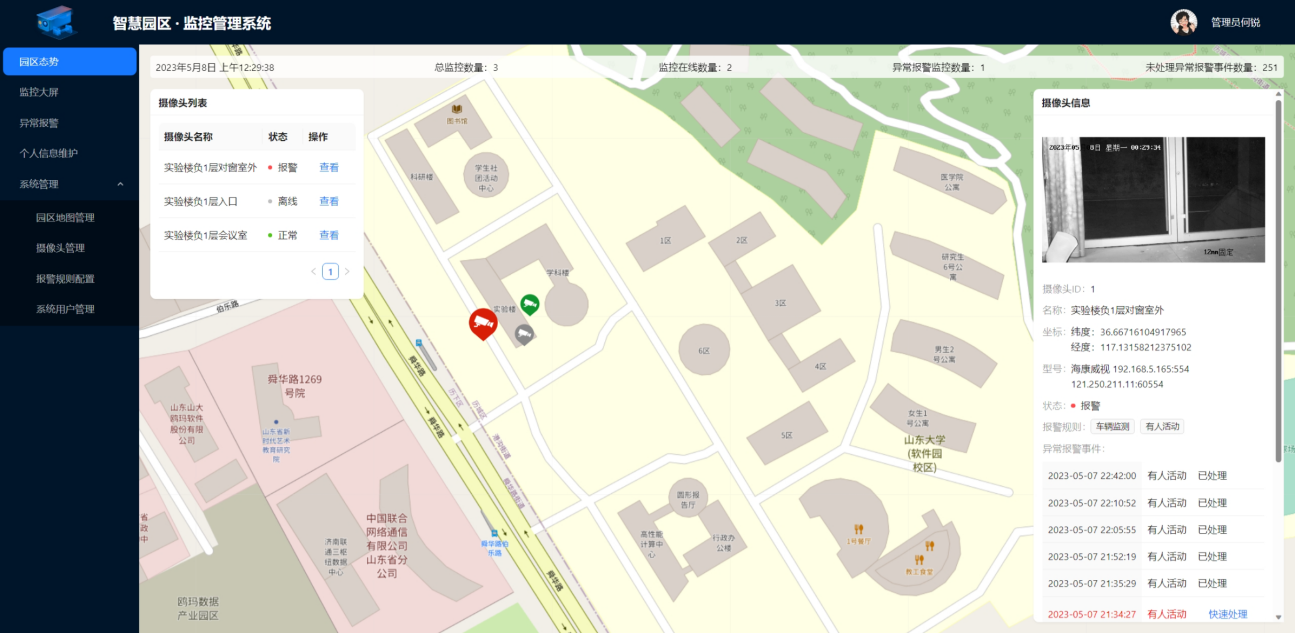 智慧园区 · 监控管理系统
管理员何锐
园区态势
监控大屏
异常报警
个人信息维护
系统管理
园区地图管理
摄像头管理
报警规则配置
系统用户管理
2023年5月8日 上午12:29:38
总监控数量：3
监控在线数量：2
异常报警监控数量：1
未处理异常报警事件数量：251
摄像头列表
摄像头名称 状态 操作
实验楼负1层对窗室外 报警 查看
实验楼负1层入口 离线 查看
实验楼负1层会议室 正常 查看
1
图书馆
科研楼
学生社
团活动
中心
学科楼
实验楼
医学院
公寓
1区
2区
研究生
6号公
寓
3区
6区
4区
男生2
号公寓
5区
女生1
号公寓
山东大学
(软件园
校区)
圆形报
告厅
高性能
计算中
心
行政办
公楼
1号餐厅
教工食堂
伯乐路
舜华路
舜华路
舜华路
历下区
历城区
港沟街道
舜华路街道
舜华路伯
乐路
舜华路1269
号院
山东山大
鸥玛软件
股份有限
公司
山东省新
时代艺术
教育研究
院
中国联合
网络通信
有限公司
山东省分
公司
济南联
通三枢
纽数据
中心
省
政
中
鸥玛数据
产业园区
摄像头信息
2023年05月08日 星期一 00:29:34
12mm固定
摄像头ID：1
名称：实验楼负1层对窗室外
坐标：纬度：36.66716104917965
经度：117.13158212375102
型号：海康威视 192.168.5.165:554
121.250.211.11:60554
状态：报警
报警规则：车辆监测 有人活动
异常报警事件：
2023-05-07 22:42:00 有人活动 已处理
2023-05-07 22:10:52 有人活动 已处理
2023-05-07 22:05:55 有人活动 已处理
2023-05-07 21:52:19 有人活动 已处理
2023-05-07 21:35:29 有人活动 已处理
2023-05-07 21:34:27 有人活动 快速处理